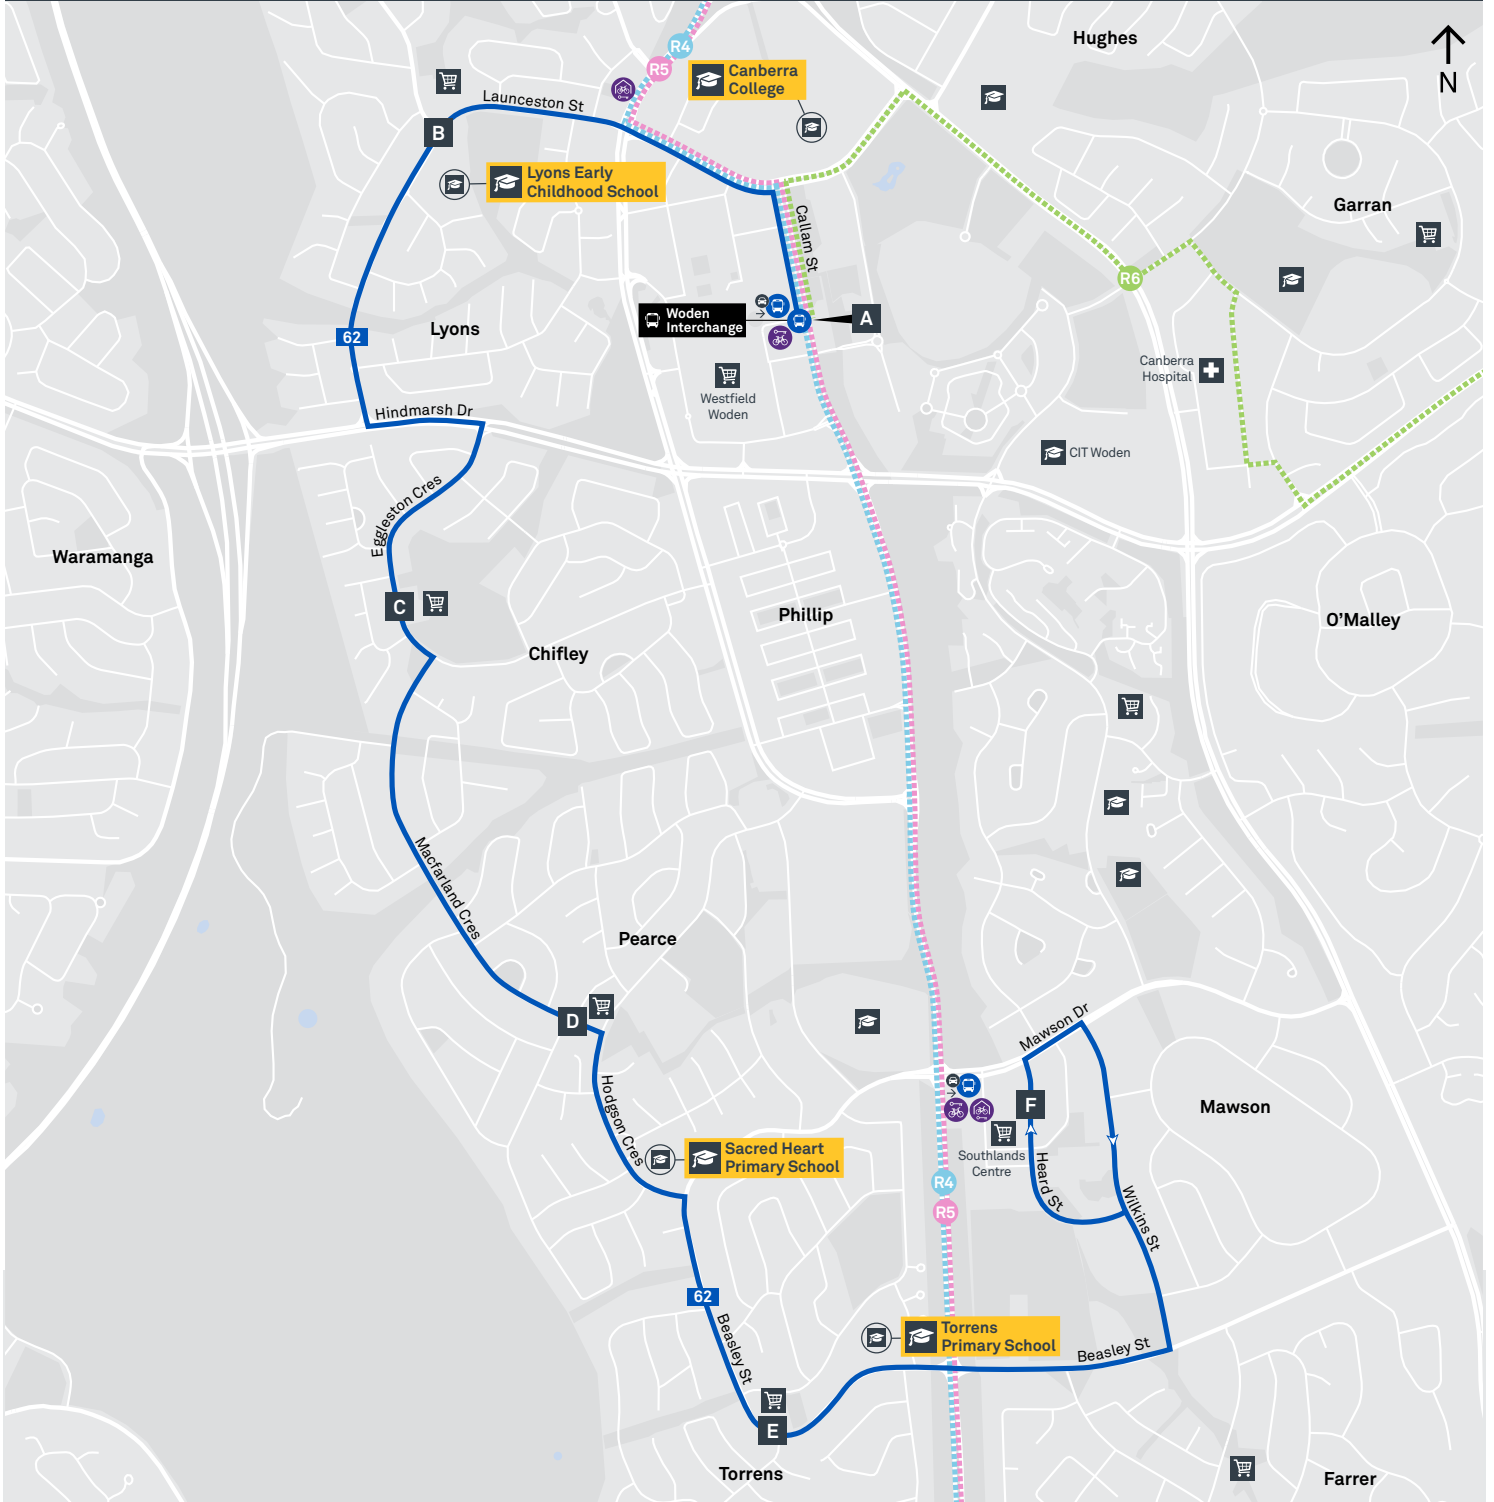 Hughes
N
R4
R5
Canberra
College
Launceston St
B
Lyons Early
Childhood School
Garran
Callam St
R6
Woden
Interchange
A
62
Lyons
Canberra
Hospital
Westfield
Woden
Hindmarsh Dr
CIT Woden
Eggleston Cres
Waramanga
C
Phillip
O'Malley
Chifley
Macfarland Cres
Pearce
D
Mawson Dr
Hodgson Cres
F
Mawson
Sacred Heart
Primary School
Southlands
Centre
Heard St
R4
R5
Wilkins St
62
Beasley St
Torrens
Primary School
Beasley St
E
Torrens
Farrer